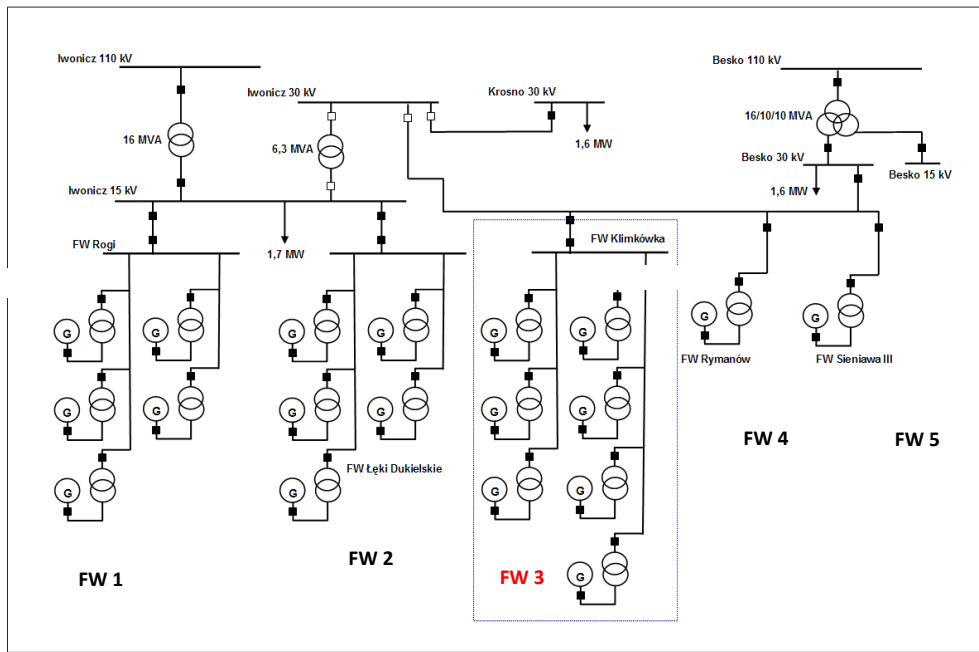 Iwonicz 110 kV
Besko 110 kV
Iwonicz 30 kV
Krosno 30 kV
16 MVA
6,3 MVA
1,6 MW
16/10/10 MVA
Besko 30 kV
Besko 15 kV
1,6 MW
Iwonicz 15 kV
1,7 MW
FW Rogi
FW Klimkówka
G
G
G
G
G
G
G
G
G
G
G
G
FW Rymanów
FW Sieniawa III
G
G
G
G
G
G
FW 4
FW 5
FW Łęki Dukielskie
G
G
G
G
FW 1
FW 2
FW 3
G